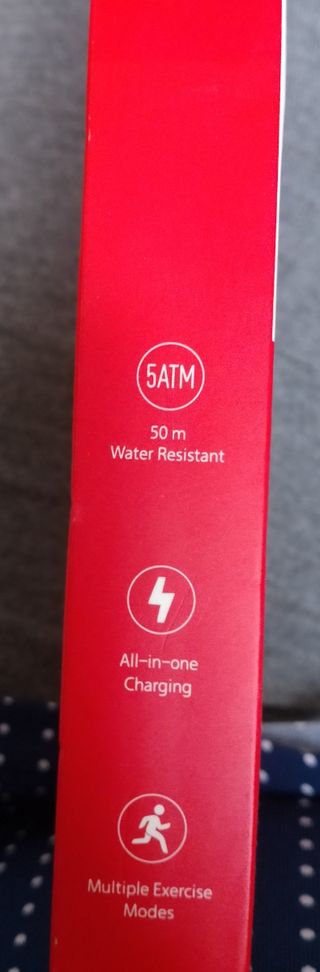 5ATM
50 m
Water Resistant
All-in-one
Charging
Multiple Exercise
Modes